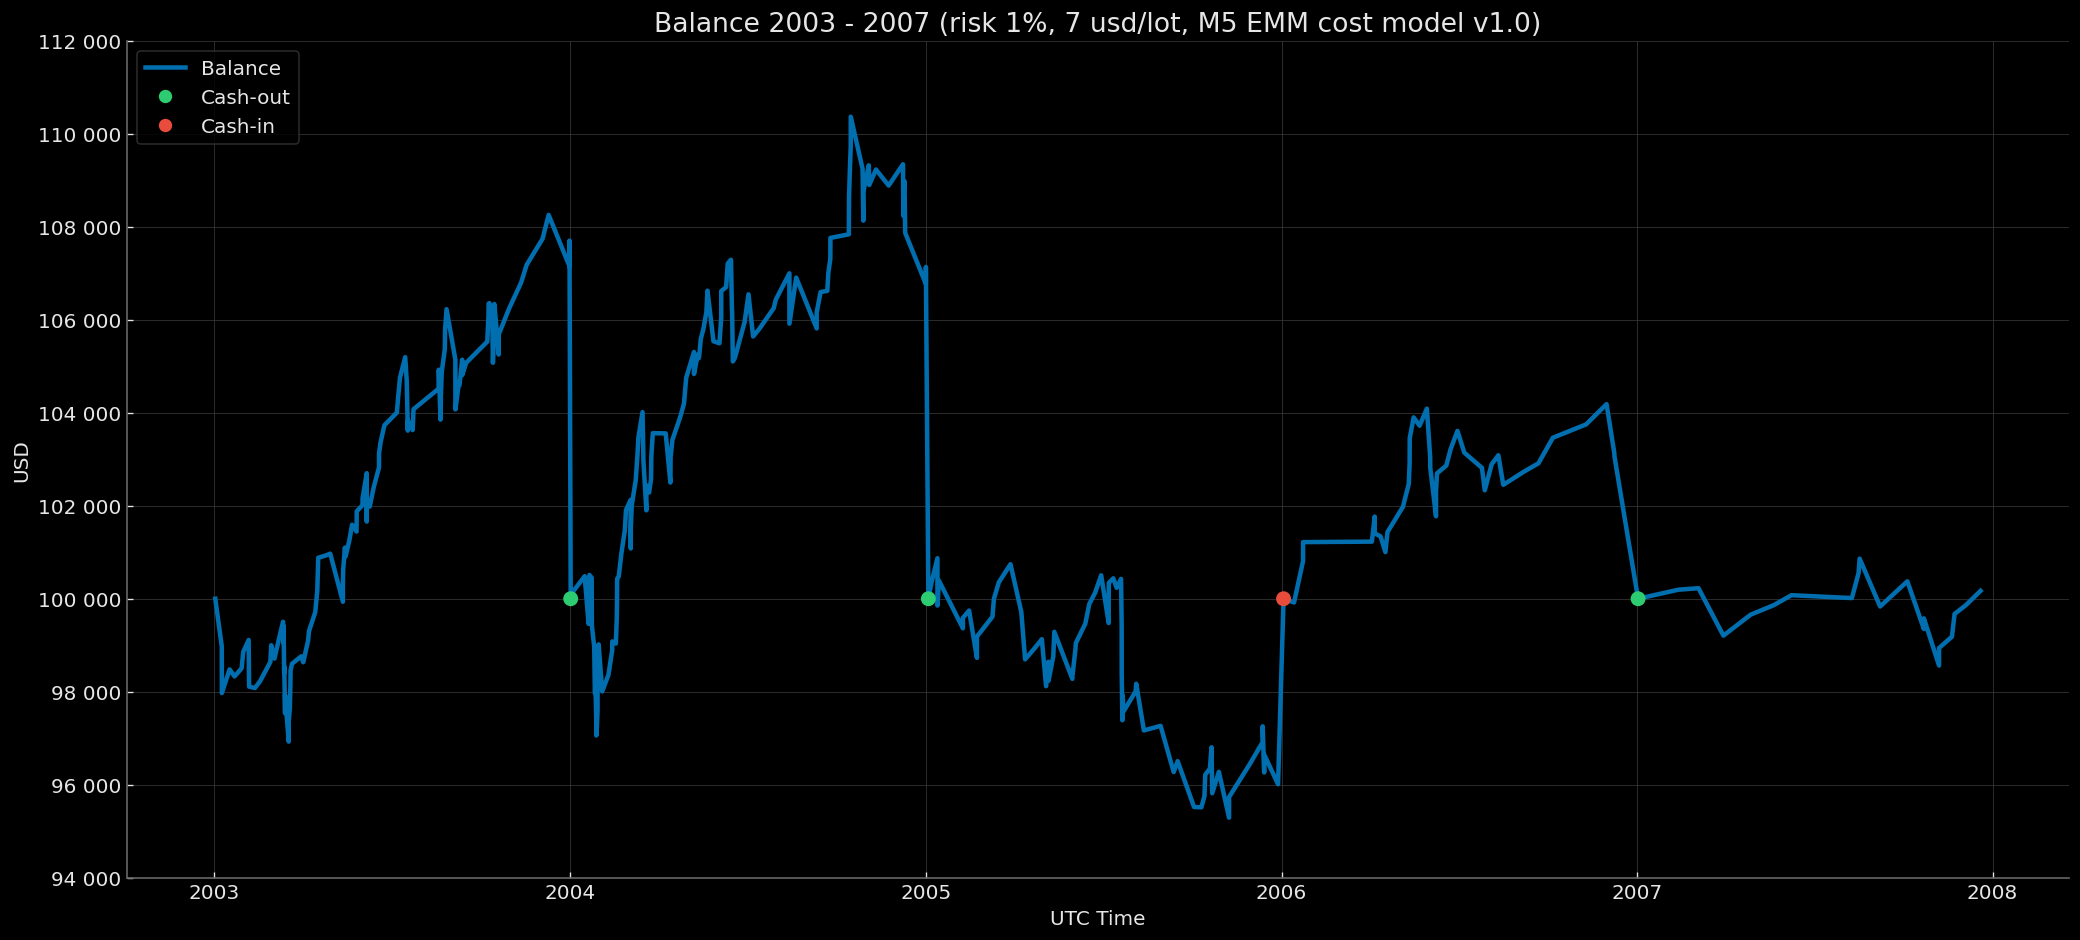 Balance 2003 - 2007 (risk 1%, 7 usd/lot, M5 EMM cost model v1.0)
112 000
110 000
108 000
106 000
104 000
102 000
100 000
98 000
96 000
94 000
USD
Balance
Cash-out
Cash-in
2003
2004
2005
2006
2007
2008
UTC Time